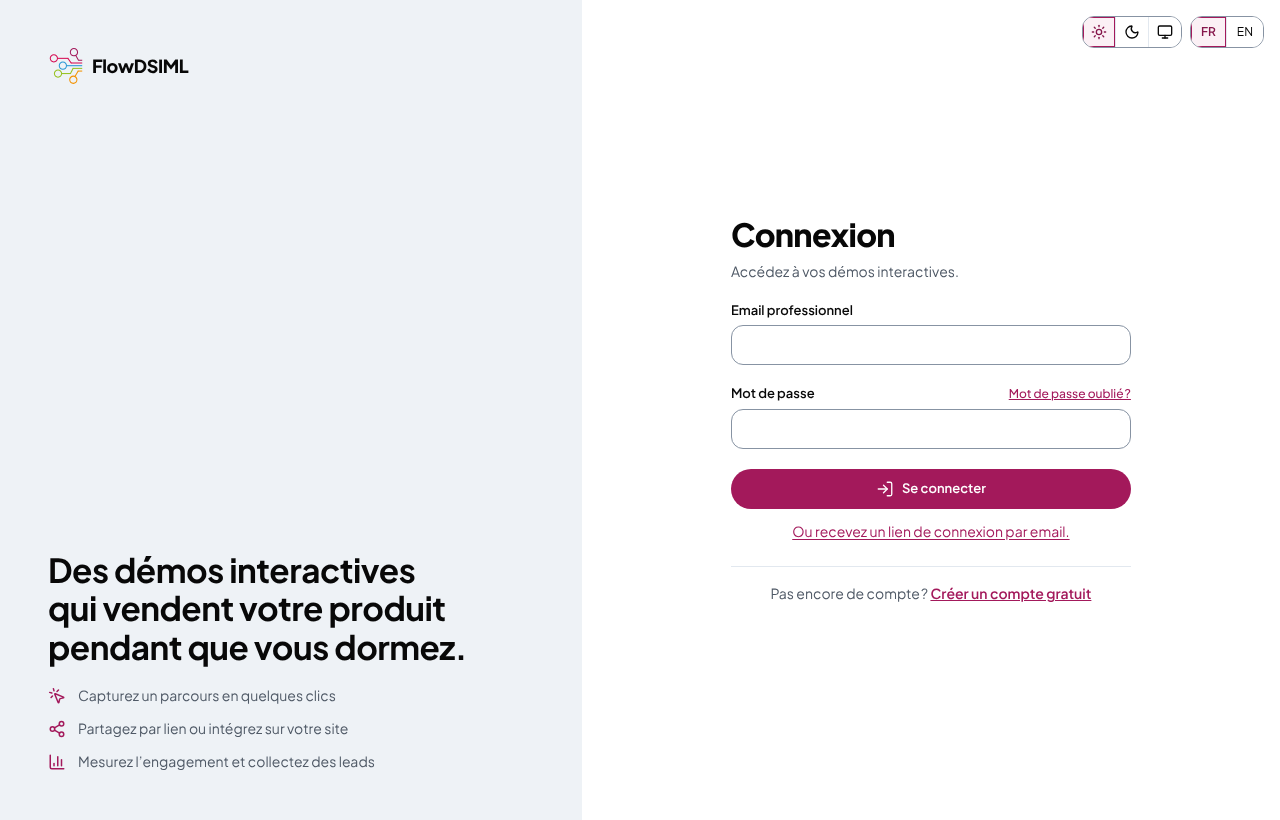 FlowDSIML
FR
EN
Des démos interactives
qui vendent votre produit
pendant que vous dormez.
Capturez un parcours en quelques clics
Partagez par lien ou intégrez sur votre site
Mesurez l’engagement et collectez des leads
Connexion
Accédez à vos démos interactives.
Email professionnel
Mot de passe
Mot de passe oublié ?
Se connecter
Ou recevez un lien de connexion par email.
Pas encore de compte ? Créer un compte gratuit